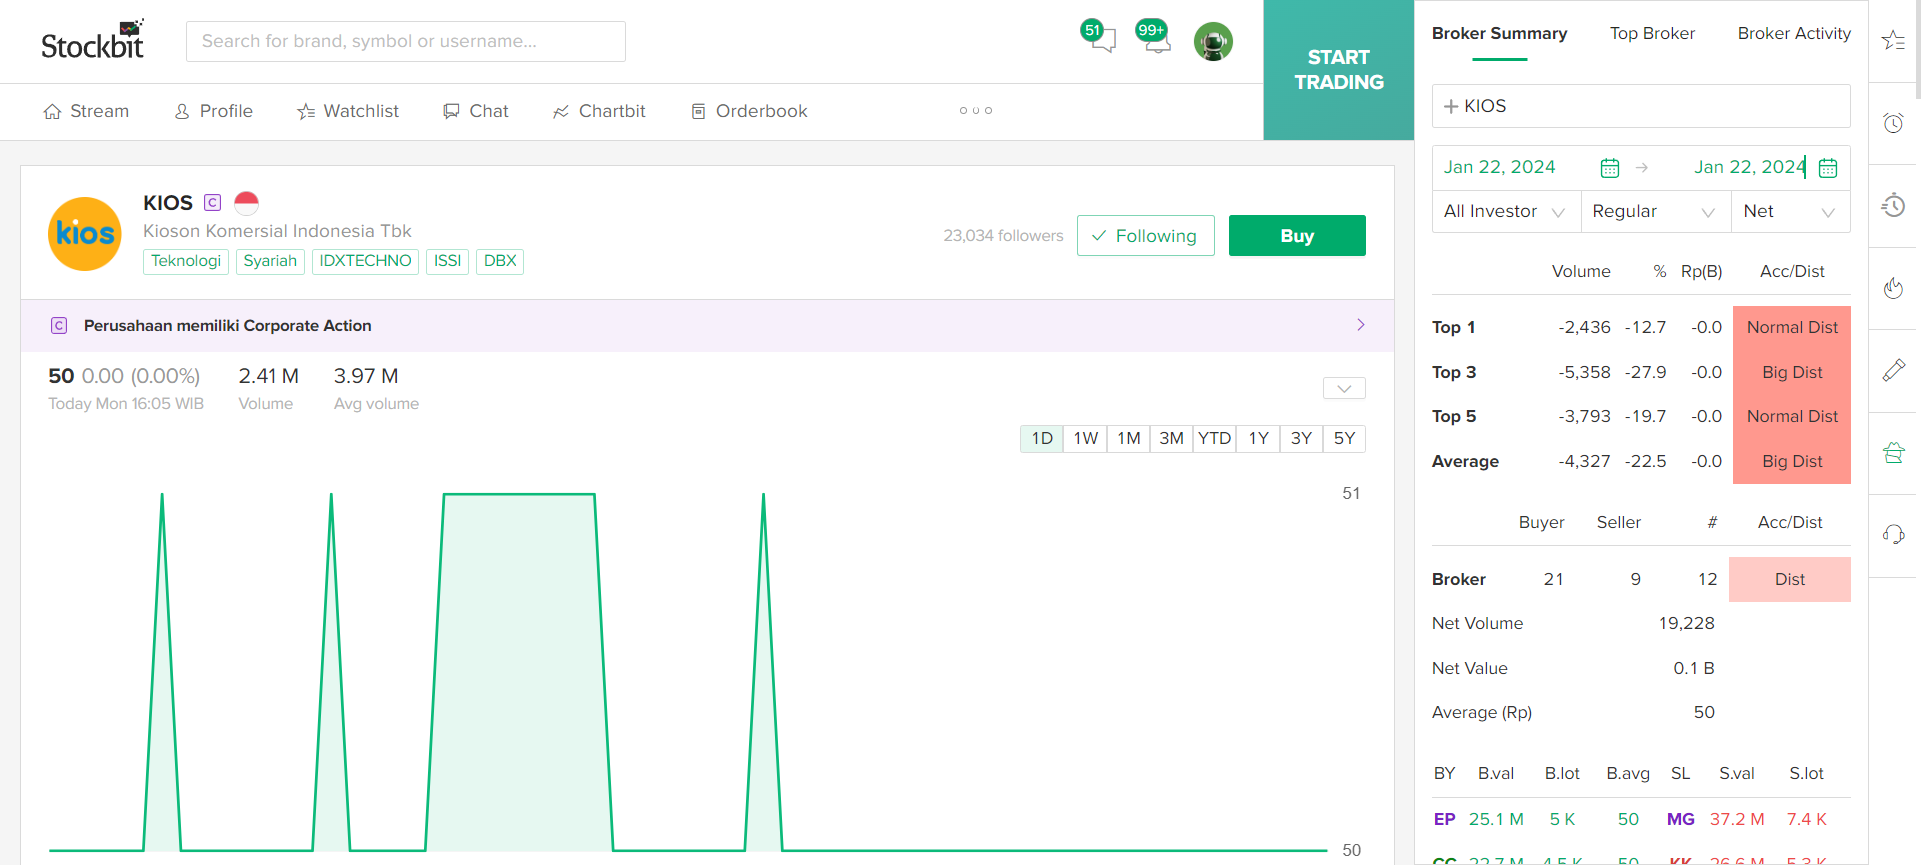 Stockbit
Search for brand, symbol or username...
51
99+
START
TRADING
Stream
Profile
Watchlist
Chat
Chartbit
Orderbook
kios
KIOS C
Kioson Komersial Indonesia Tbk
Teknologi Syariah IDXTECHNO ISSI DBX
23,034 followers
Following
Buy
C Perusahaan memiliki Corporate Action
50 0.00 (0.00%) 2.41 M 3.97 M
Today Mon 16:05 WIB Volume Avg volume
1D 1W 1M 3M YTD 1Y 3Y 5Y
51
50
Broker Summary Top Broker Broker Activity
KIOS
Jan 22, 2024 Jan 22, 2024
All Investor Regular Net
Volume % Rp(B) Acc/Dist
Top 1 -2,436 -12.7 -0.0 Normal Dist
Top 3 -5,358 -27.9 -0.0 Big Dist
Top 5 -3,793 -19.7 -0.0 Normal Dist
Average -4,327 -22.5 -0.0 Big Dist
Buyer Seller # Acc/Dist
Broker 21 9 12 Dist
Net Volume 19,228
Net Value 0.1 B
Average (Rp) 50
BY B.val B.lot B.avg SL S.val S.lot
EP 25.1 M 5 K 50 MG 37.2 M 7.4 K